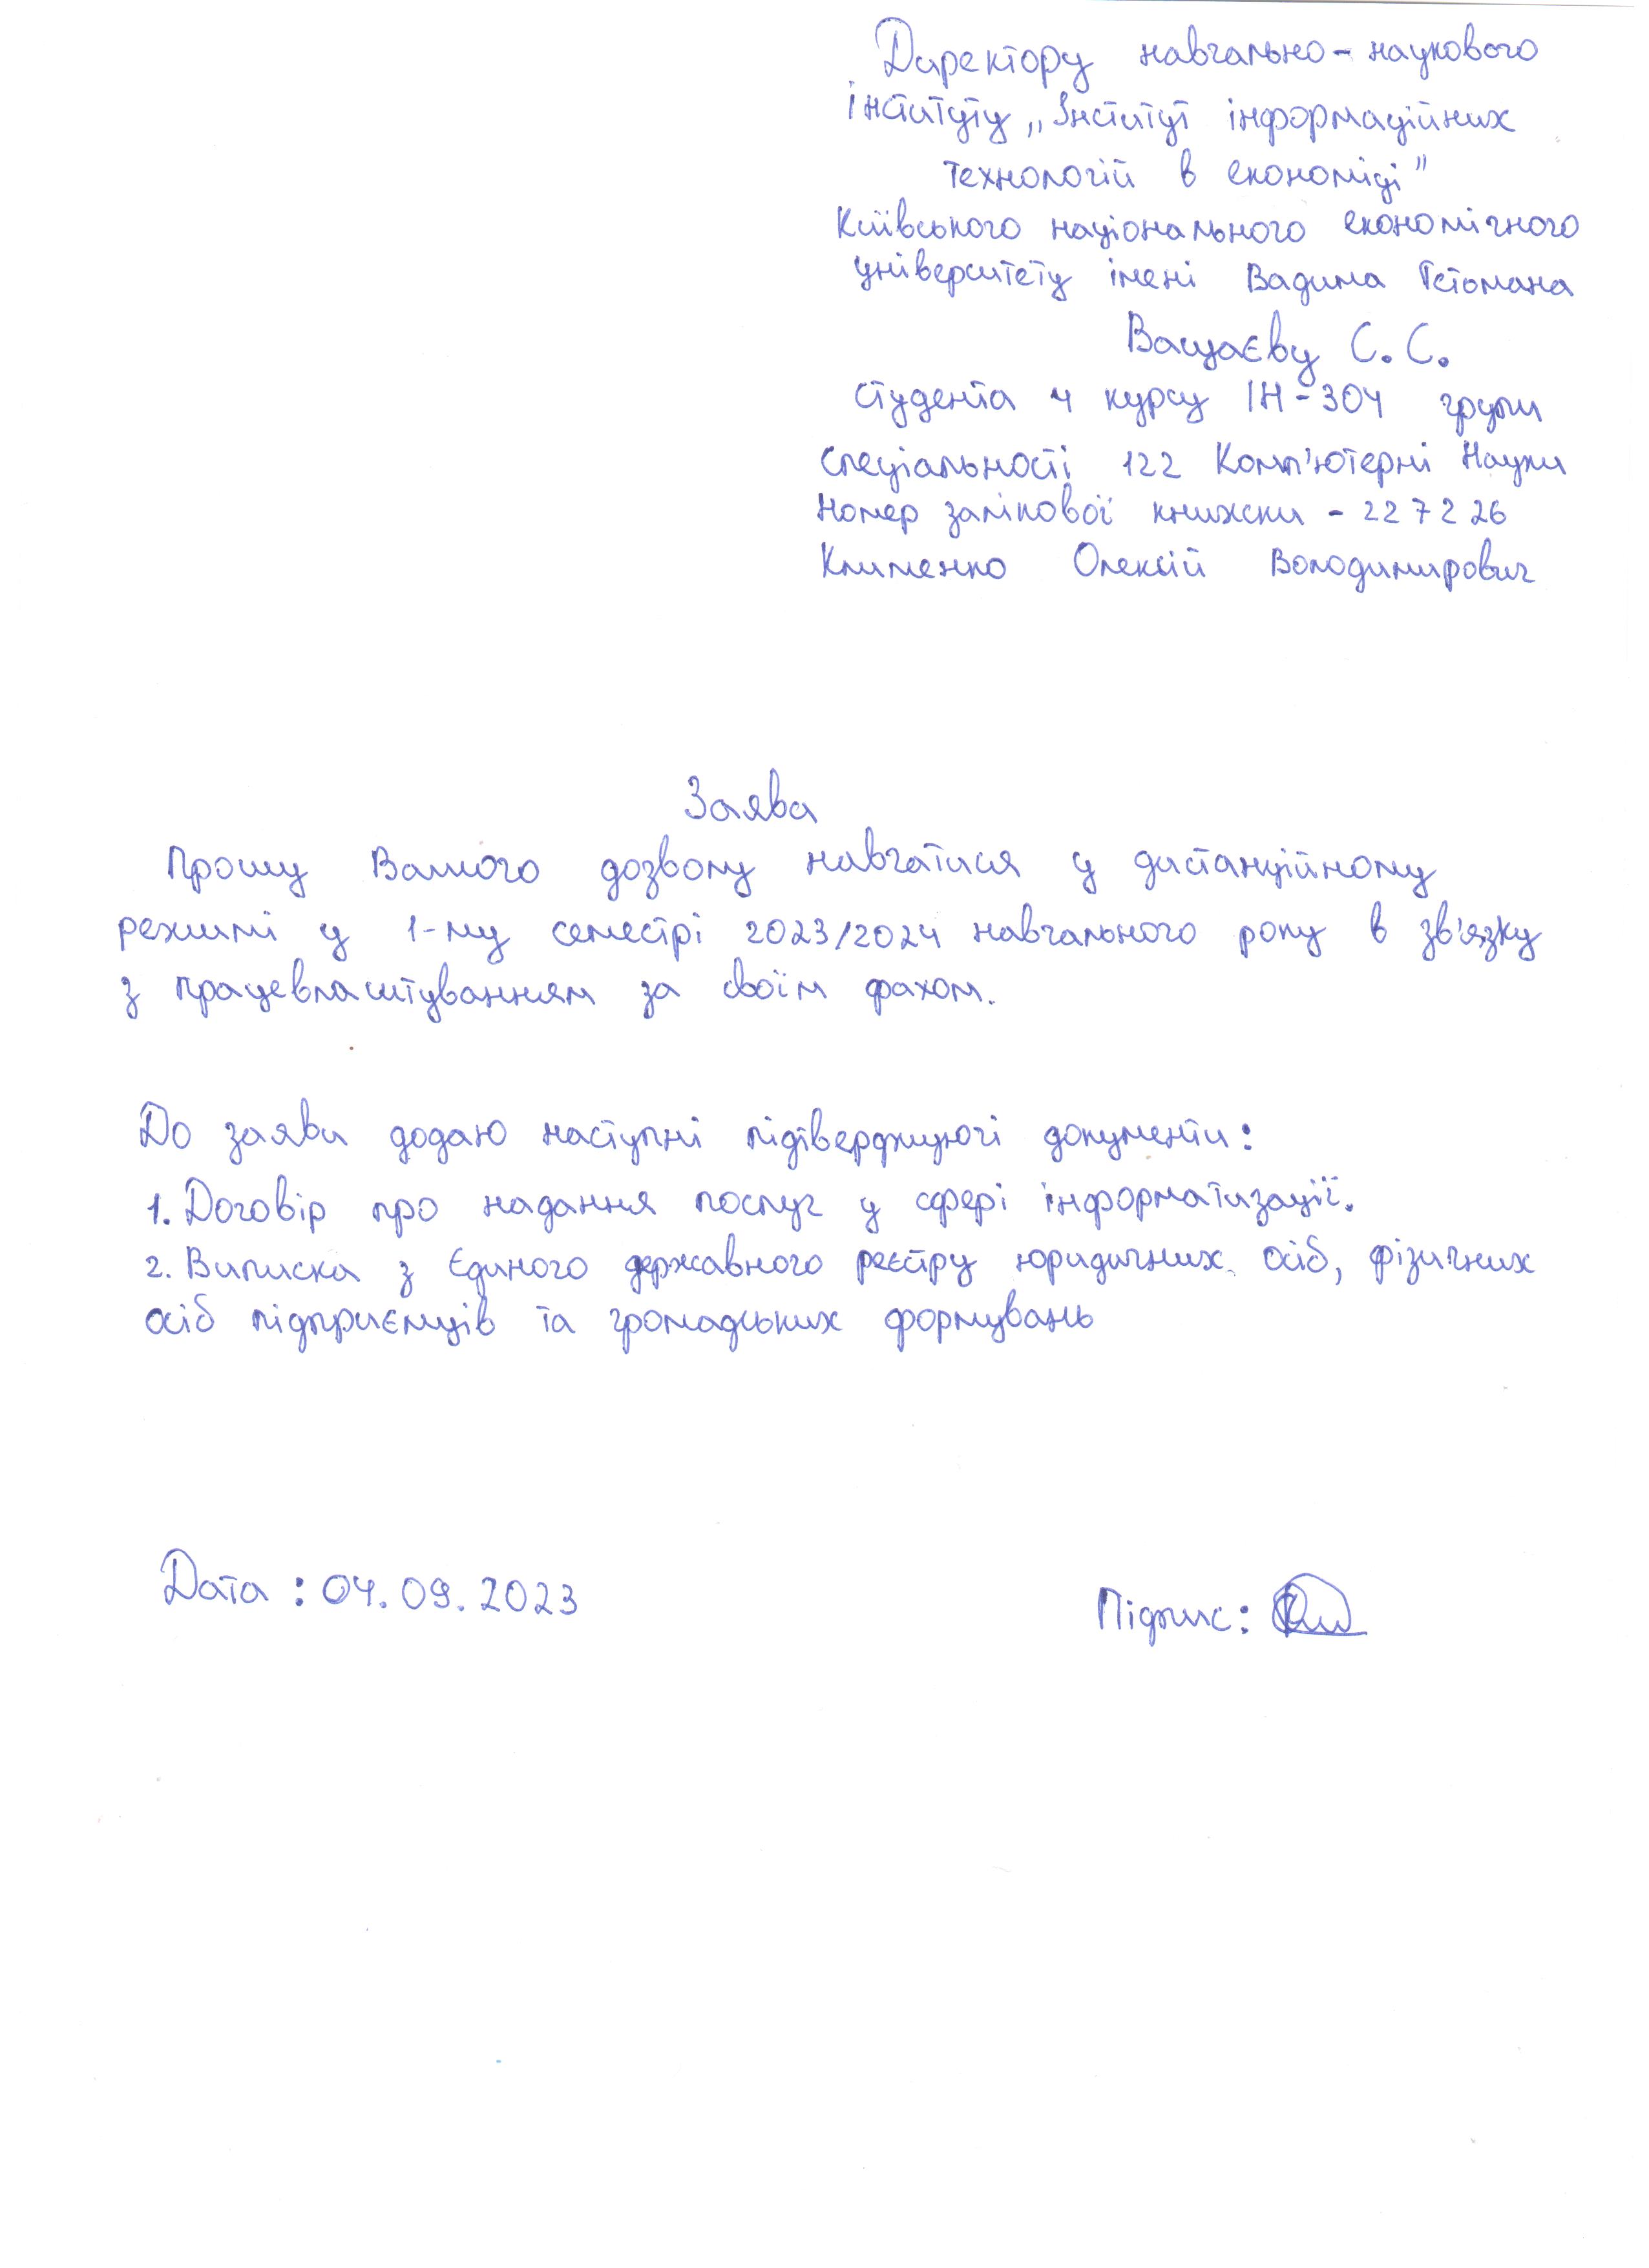 Директору навчально-наукового
інституту „Інститут інформаційних
технологій в економіці"
Київського національного економічного
університету імені Вадима Гетьмана
Ващаєву С.С.
студента 4 курсу ІН-304 групи
спеціальності 122 Комп'ютерні Науки
Номер залікової книжки - 227226
Клименко Олексій Володимирович
Заява
Прошу Вашого дозволу навчатися у дистанційному
режимі у 1-му семестрі 2023/2024 навчального року в зв'язку
з працевлаштуванням за своїм фахом.
До заяви додаю наступні підтверджуючі документи:
1. Договір про надання послуг у сфері інформатизації.
2. Виписка з Єдиного державного реєстру юридичних осіб, фізичних
осіб підприємців та громадських формувань
Дата: 04.09.2023
Підпис: